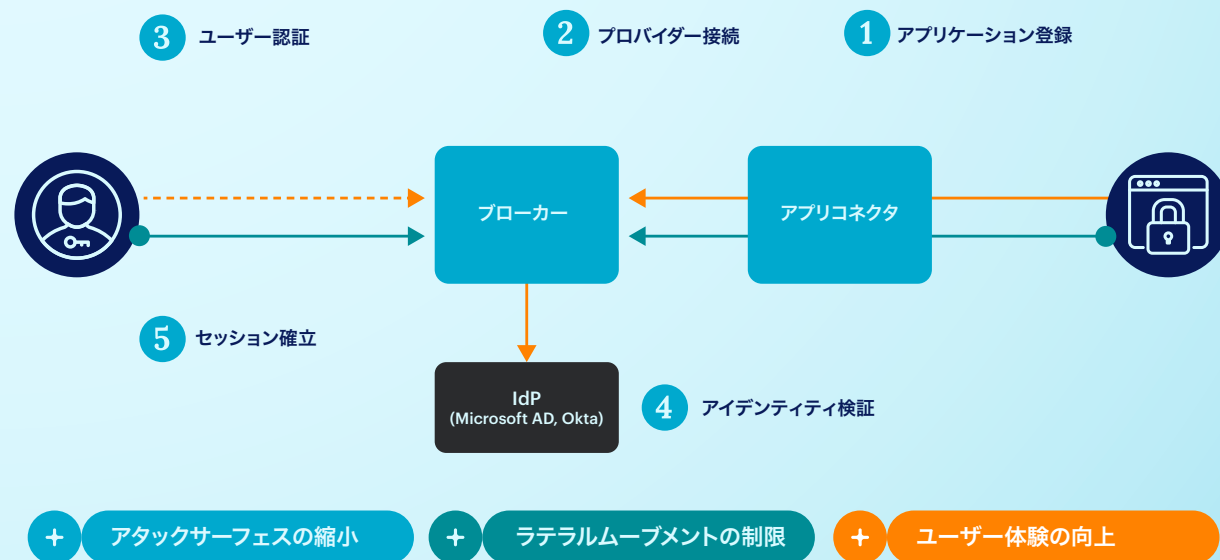 3 ユーザー認証
2 プロバイダー接続
1 アプリケーション登録
ブローカー
アプリコネクタ
5 セッション確立
IdP
(Microsoft AD, Okta)
4 アイデンティティ検証
+ アタックサーフェスの縮小
+ ラテラルムーブメントの制限
+ ユーザー体験の向上